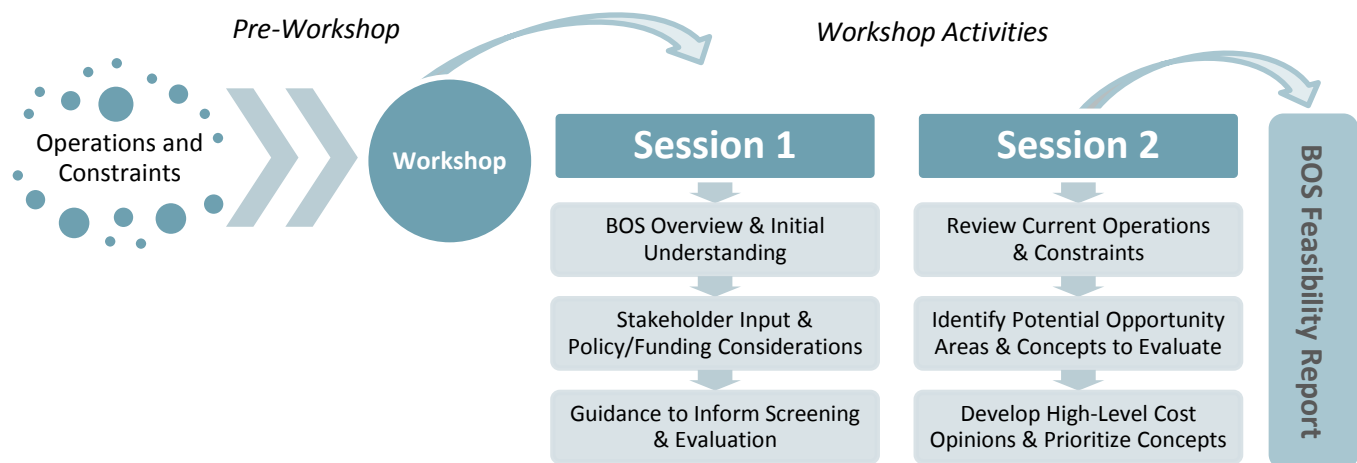 Pre-Workshop
Workshop Activities
Operations and
Constraints
Workshop
Session 1
BOS Overview & Initial
Understanding
Stakeholder Input &
Policy/Funding Considerations
Guidance to Inform Screening
& Evaluation
Session 2
Review Current Operations
& Constraints
Identify Potential Opportunity
Areas & Concepts to Evaluate
Develop High-Level Cost
Opinions & Prioritize Concepts
BOS Feasibility Report